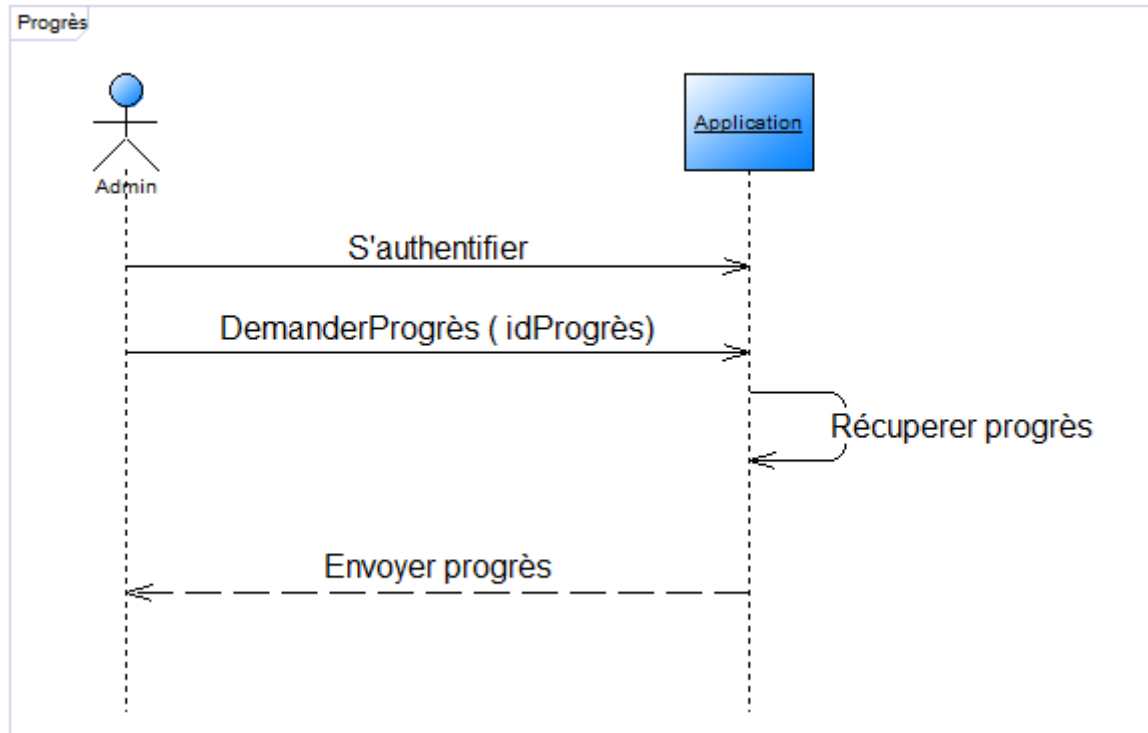 Progrès
Application
Admin
S'authentifier
DemanderProgrès ( idProgrès)
Récuperer progrès
Envoyer progrès